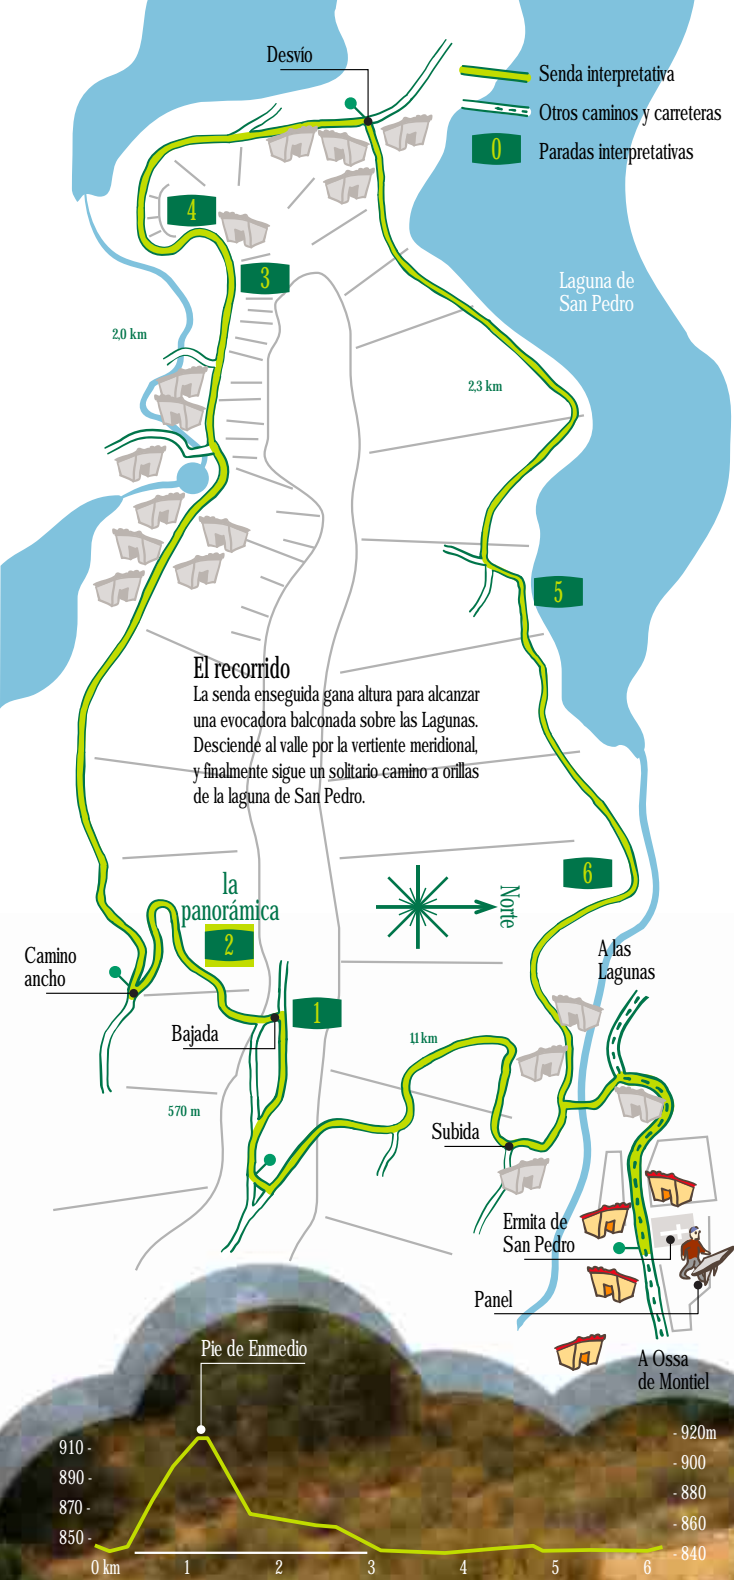 Desvío
Senda interpretativa
Otros caminos y carreteras
0
Paradas interpretativas
4
3
Laguna de
San Pedro
2,0 km
2,3 km
5
El recorrido
La senda enseguida gana altura para alcanzar
una evocadora balconada sobre las Lagunas.
Desciende al valle por la vertiente meridional,
y finalmente sigue un solitario camino a orillas
de la laguna de San Pedro.
6
la
panorámica
2
Norte
Camino
ancho
A las
Lagunas
1
Bajada
1,1 km
570 m
Subida
Ermita de
San Pedro
Panel
A Ossa
de Montiel
Pie de Enmedio
910 -
890 -
870 -
850 -
- 920m
- 900
- 880
- 860
- 840
0 km 1 2 3 4 5 6